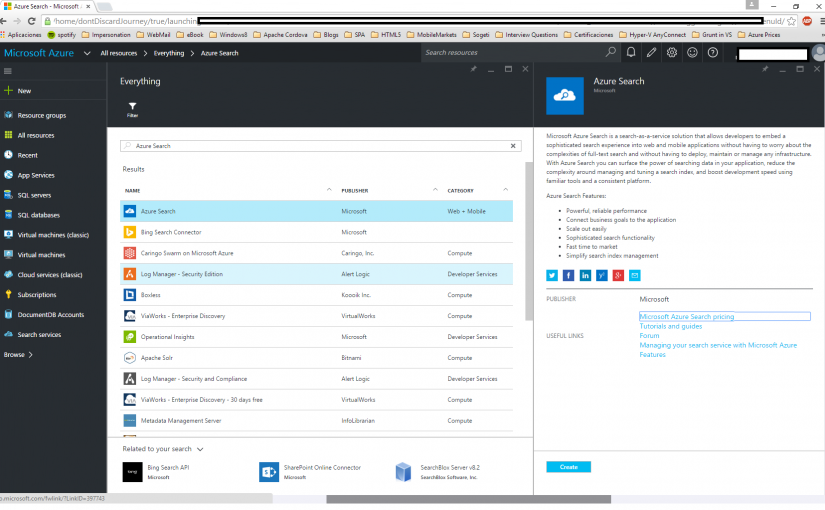 Azure Search - Microsoft A
/home/dontDiscardJourney/true/launching
enuId/
Aplicaciones spotify Impersonation WebMail eBook Windows8 Apache Cordova Blogs SPA HTML5 MobileMarkets Sogeti Interview Questions Certificaciones Grunt in VS Azure Prices
Microsoft Azure All resources Everything Azure Search
Search resources
New
Resource groups
All resources
Recent
App Services
SQL servers
SQL databases
Virtual machines (classic)
Virtual machines
Cloud services (classic)
Subscriptions
DocumentDB Accounts
Search services
Browse >
Everything
Filter
Azure Search
Results
NAME PUBLISHER CATEGORY
Azure Search Microsoft Web + Mobile
Bing Search Connector Microsoft
Caringo Swarm on Microsoft Azure Caringo, Inc. Compute
Log Manager - Security Edition Alert Logic Developer Services
Boxless Koooik Inc. Compute
ViaWorks - Enterprise Discovery VirtualWorks Compute
Operational Insights Microsoft Developer Services
Apache Solr Bitnami Compute
Log Manager - Security and Compliance Alert Logic Developer Services
ViaWorks - Enterprise Discovery - 30 days free VirtualWorks Compute
Metadata Management Server InfoLibrarian Compute
Related to your search
Bing Search API
Microsoft
SharePoint Online Connector
Microsoft
SearchBlox Server v8.2
SearchBlox Software, Inc.
Azure Search
Microsoft
Microsoft Azure Search is a search-as-a-service solution that allows developers to embed a
sophisticated search experience into web and mobile applications without having to worry about the
complexities of full-text search and without having to deploy, maintain or manage any infrastructure.
With Azure Search you can surface the power of searching data in your application, reduce the
complexity around managing and tuning a search index, and boost development speed using
familiar tools and a consistent platform.
Azure Search Features:
• Powerful, reliable performance
• Connect business goals to the application
• Scale out easily
• Sophisticated search functionality
• Fast time to market
• Simplify search index management
PUBLISHER Microsoft
Microsoft Azure Search pricing
Tutorials and guides
USEFUL LINKS Forum
Managing your search service with Microsoft Azure
Features
Create
o.microsoft.com/fwlink/?LinkID=397743